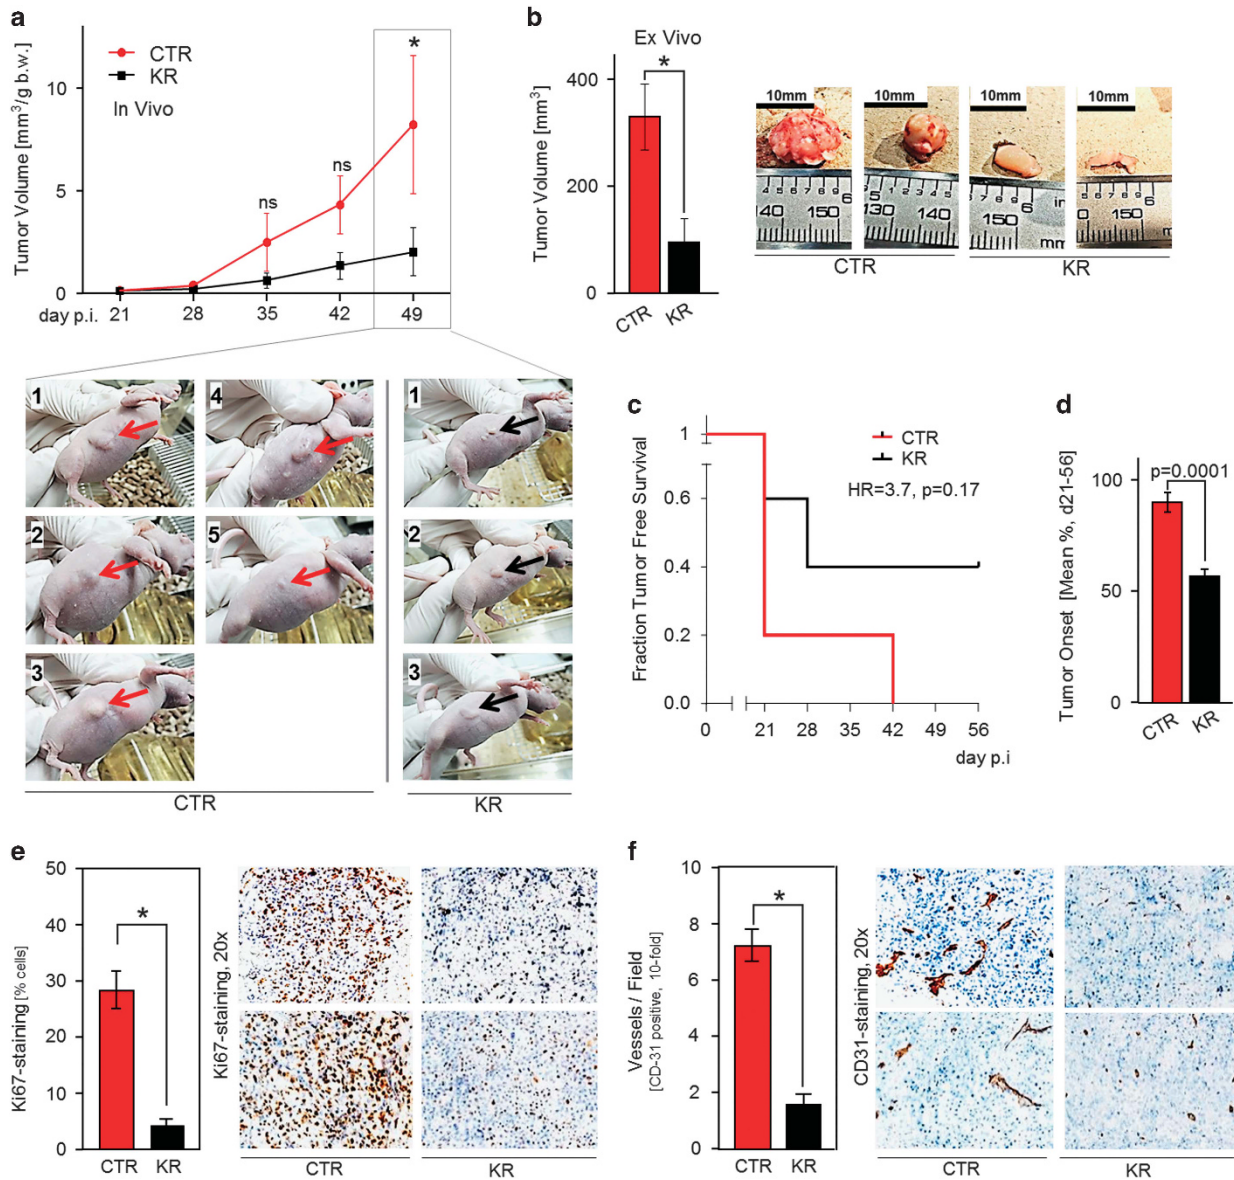 a
Tumor Volume [mm³/g b.w.]
10
5
0
CTR
KR
In Vivo
ns
ns
*
day p.i. 21 28 35 42 49
1
4
1
2
5
2
3
3
CTR
KR
b
Ex Vivo
Tumor Volume [mm³]
400
200
0
*
CTR KR
10mm 10mm 10mm 10mm
140 150
130 140
150
150
CTR
KR
c
Fraction Tumor Free Survival
1
0.6
0.4
0.2
0.0
CTR
KR
HR=3.7, p=0.17
0 21 28 35 42 49 56
day p.i
d
Tumor Onset [Mean %, d21-56]
100
50
0
p=0.0001
CTR KR
e
Ki67-staining [% cells]
50
40
30
20
10
0
*
CTR KR
Ki67-staining, 20x
CTR
KR
f
Vessels / Field
[CD-31 positive, 10-fold]
10
8
6
4
2
0
*
CTR KR
CD31-staining, 20x
CTR
KR